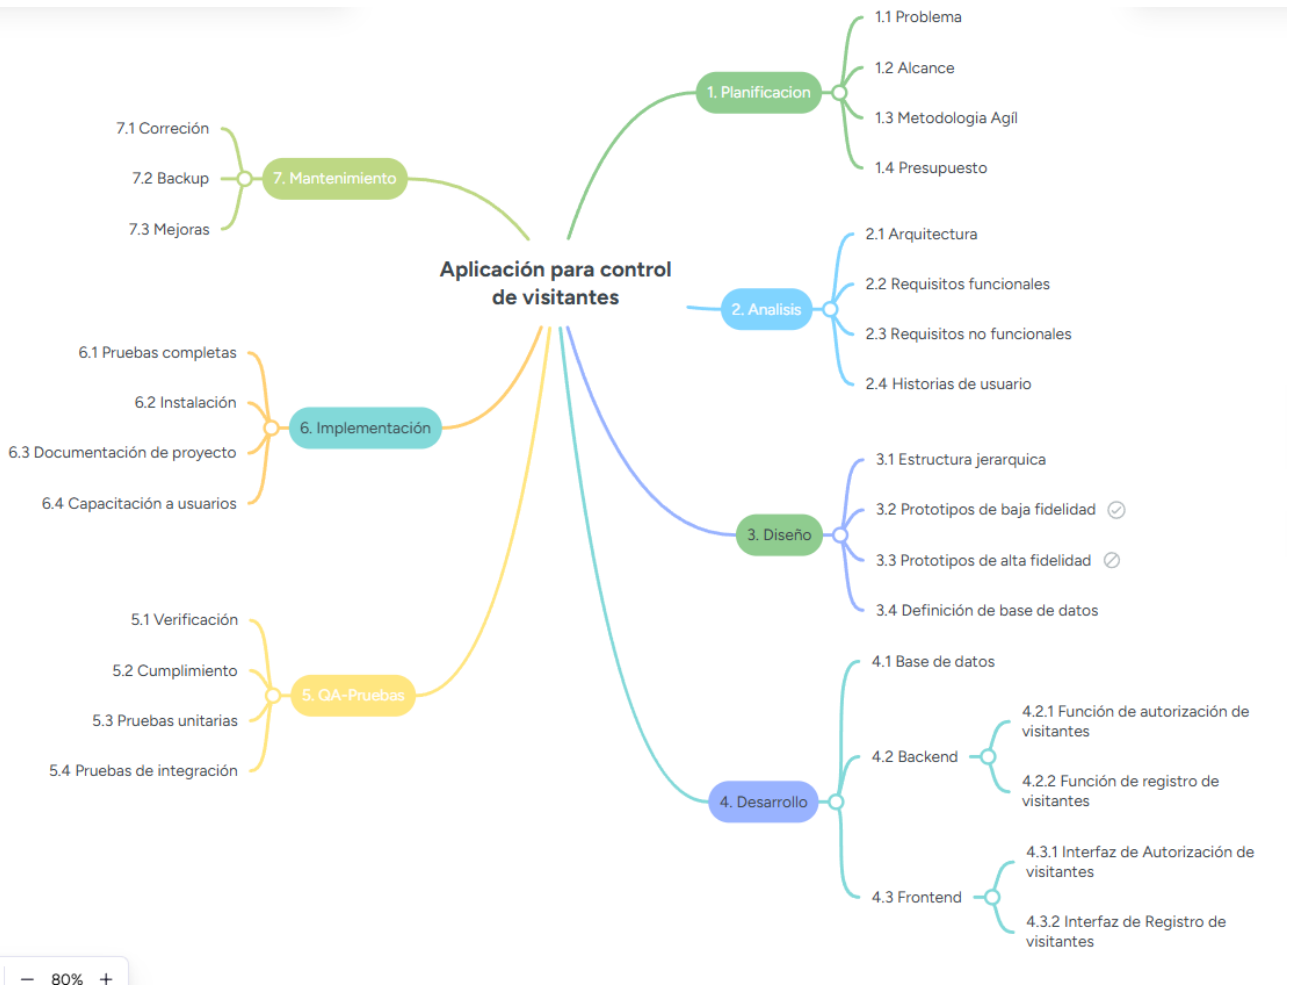 Aplicación para control
de visitantes
1. Planificacion
1.1 Problema
1.2 Alcance
1.3 Metodologia Agíl
1.4 Presupuesto
2. Analisis
2.1 Arquitectura
2.2 Requisitos funcionales
2.3 Requisitos no funcionales
2.4 Historias de usuario
3. Diseño
3.1 Estructura jerarquica
3.2 Prototipos de baja fidelidad
3.3 Prototipos de alta fidelidad
3.4 Definición de base de datos
4. Desarrollo
4.1 Base de datos
4.2 Backend
4.2.1 Función de autorización de
visitantes
4.2.2 Función de registro de
visitantes
4.3 Frontend
4.3.1 Interfaz de Autorización de
visitantes
4.3.2 Interfaz de Registro de
visitantes
5. QA-Pruebas
5.1 Verificación
5.2 Cumplimiento
5.3 Pruebas unitarias
5.4 Pruebas de integración
6. Implementación
6.1 Pruebas completas
6.2 Instalación
6.3 Documentación de proyecto
6.4 Capacitación a usuarios
7. Mantenimiento
7.1 Correción
7.2 Backup
7.3 Mejoras
− 80% +